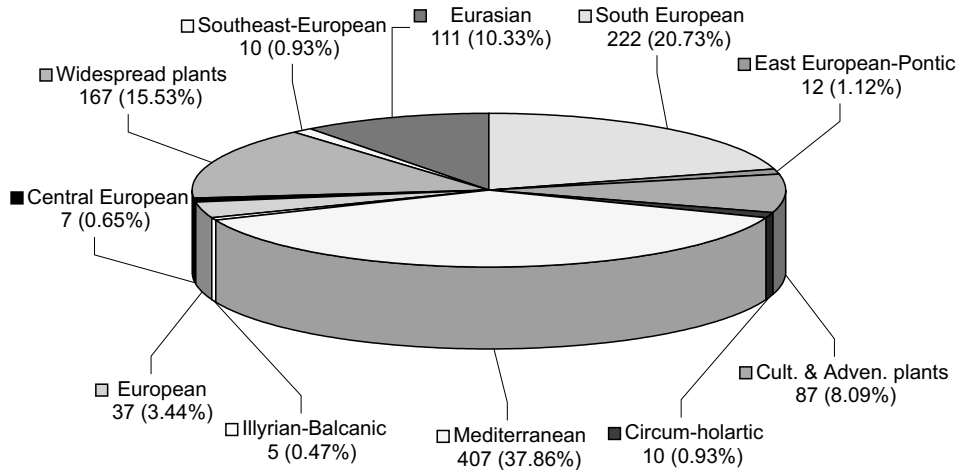 Southeast-European
10 (0.93%)
Eurasian
111 (10.33%)
South European
222 (20.73%)
East European-Pontic
12 (1.12%)
Widespread plants
167 (15.53%)
Central European
7 (0.65%)
European
37 (3.44%)
Illyrian-Balcanic
5 (0.47%)
Mediterranean
407 (37.86%)
Circum-holartic
10 (0.93%)
Cult. & Adven. plants
87 (8.09%)